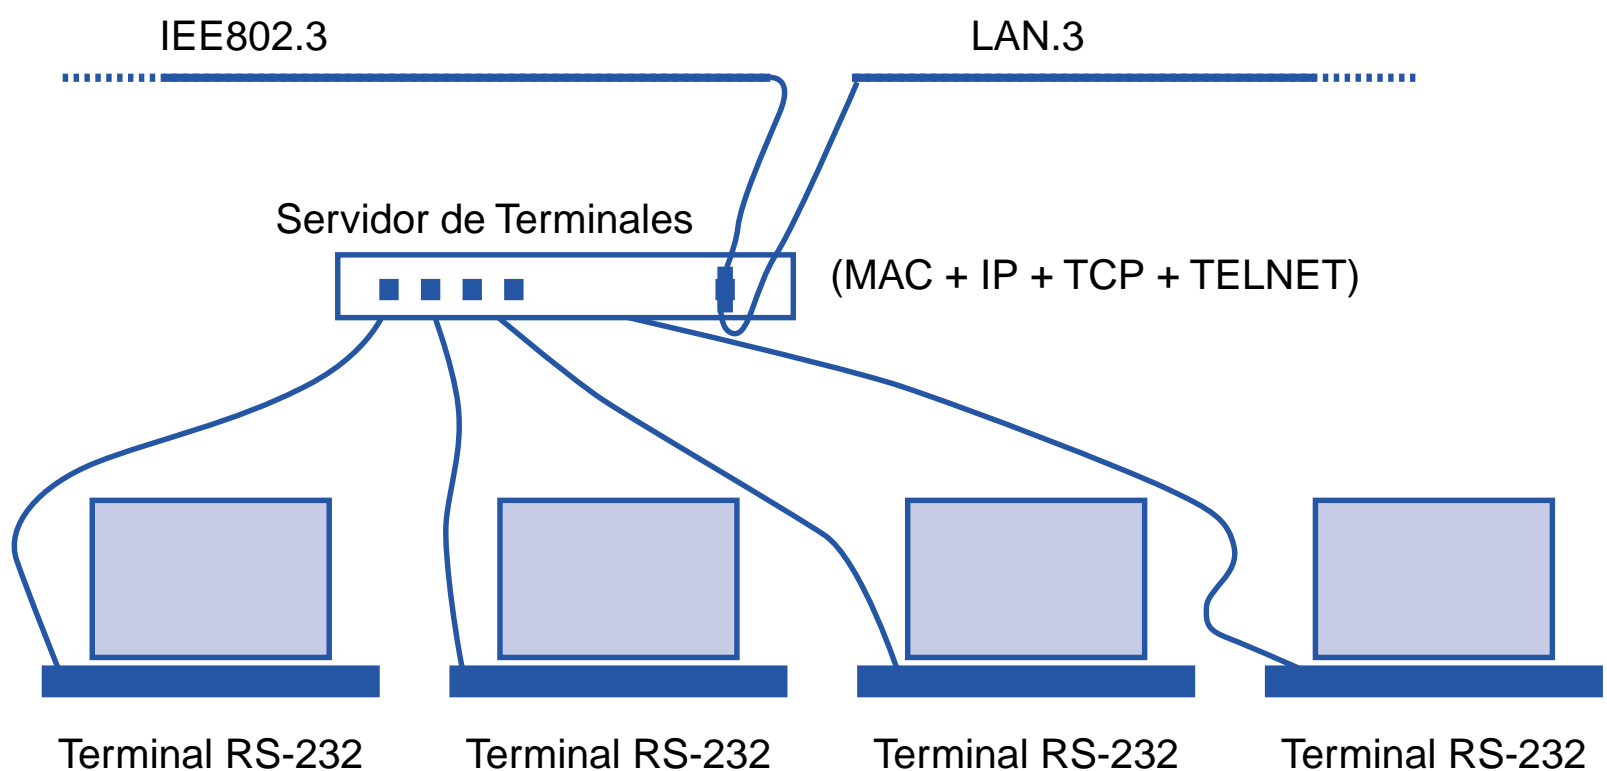 IEE802.3
LAN.3
Servidor de Terminales
(MAC + IP + TCP + TELNET)
Terminal RS-232
Terminal RS-232
Terminal RS-232
Terminal RS-232